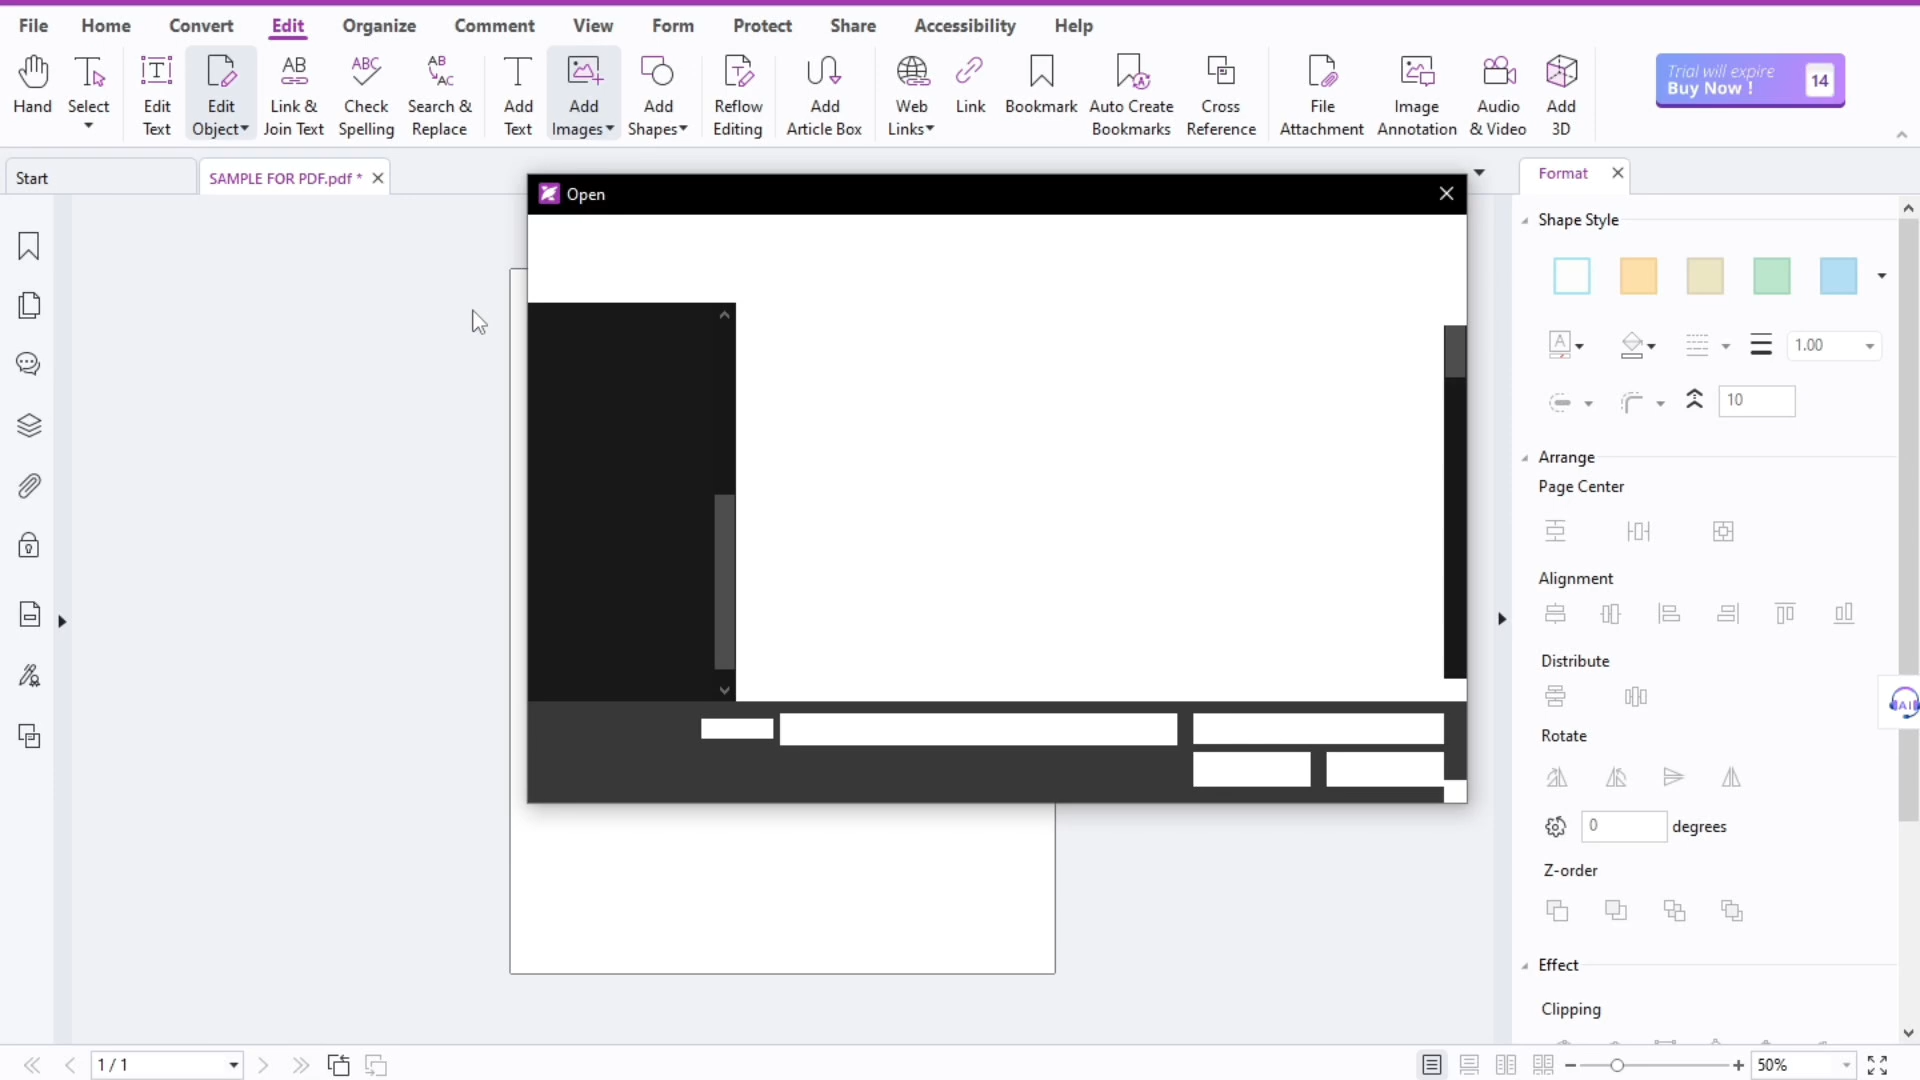 File Home Convert Edit Organize Comment View Form Protect Share Accessibility Help
Hand Select Edit Text Edit Object Link & Join Text Check Spelling Search & Replace Add Text Add Images Add Shapes Reflow Editing Add Article Box Web Links Link Bookmark Auto Create Bookmarks Cross Reference File Attachment Image Annotation Audio & Video Add 3D
Trial will expire
Buy Now ! 14
Start SAMPLE FOR PDF.pdf *
Open
Format
Shape Style
1.00
10
Arrange
Page Center
Alignment
Distribute
AI
Rotate
0 degrees
Z-order
Effect
Clipping
1 / 1
50%